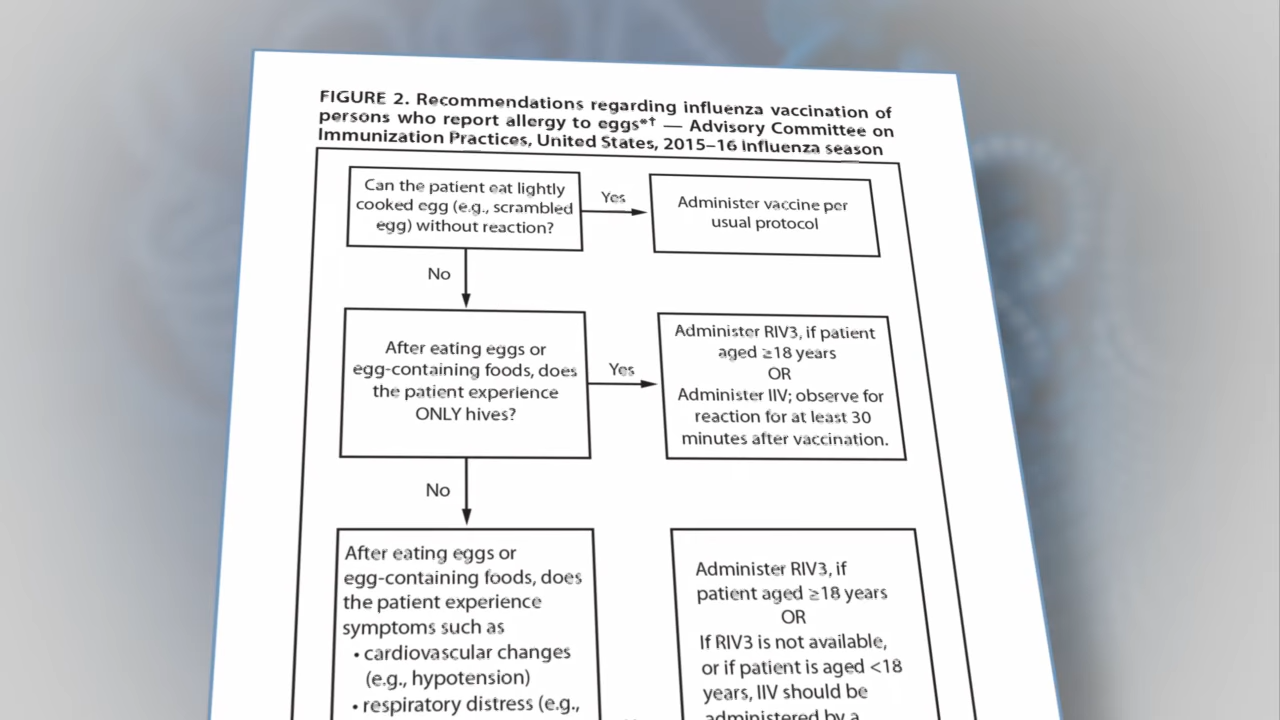 FIGURE 2. Recommendations regarding influenza vaccination of
persons who report allergy to eggs*† — Advisory Committee on
Immunization Practices, United States, 2015–16 influenza season
Can the patient eat lightly
cooked egg (e.g., scrambled
egg) without reaction?
Yes
Administer vaccine per
usual protocol
No
After eating eggs or
egg-containing foods, does
the patient experience
ONLY hives?
Yes
Administer RIV3, if patient
aged ≥18 years
OR
Administer IIV; observe for
reaction for at least 30
minutes after vaccination.
No
After eating eggs or
egg-containing foods, does
the patient experience
symptoms such as
• cardiovascular changes
(e.g., hypotension)
• respiratory distress (e.g.,
Administer RIV3, if
patient aged ≥18 years
OR
If RIV3 is not available,
or if patient is aged <18
years, IIV should be
administered by a